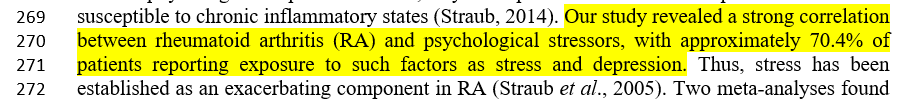 269 susceptible to chronic inflammatory states (Straub, 2014). Our study revealed a strong correlation
270 between rheumatoid arthritis (RA) and psychological stressors, with approximately 70.4% of
271 patients reporting exposure to such factors as stress and depression. Thus, stress has been
272 established as an exacerbating component in RA (Straub et al., 2005). Two meta-analyses found